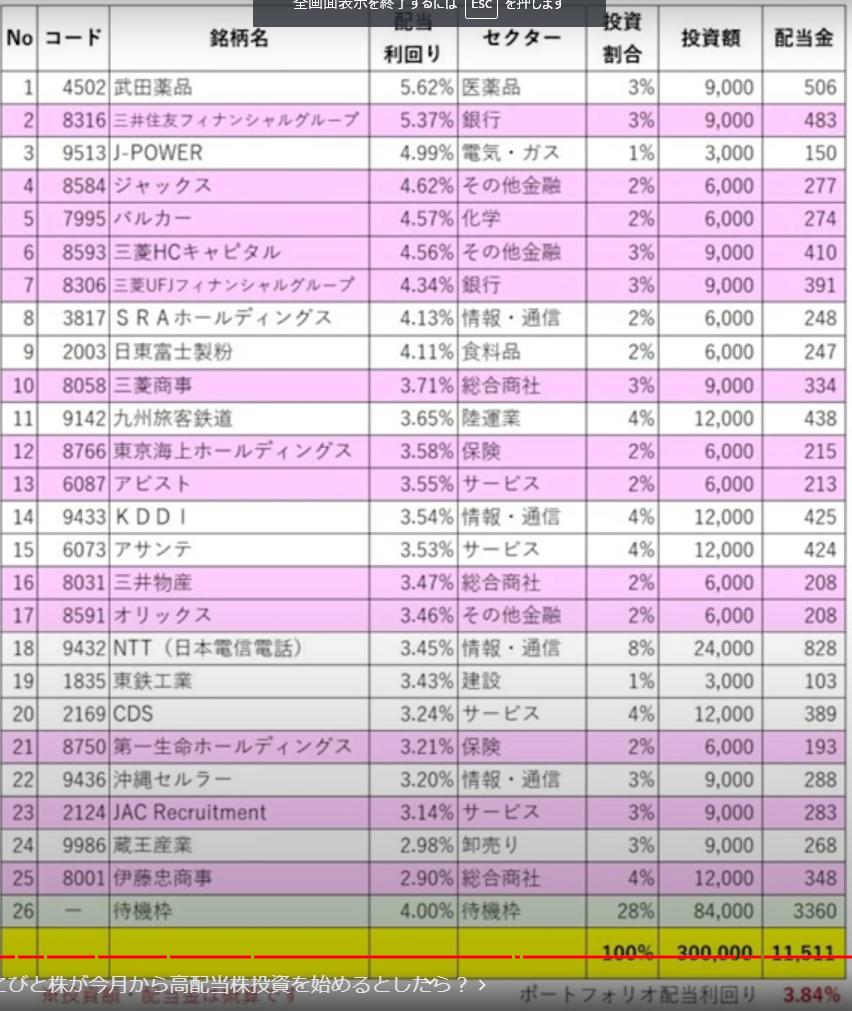 全画面表示を終了するには Esc を押します
No コード 銘柄名 配当利回り セクター 投資割合 投資額 配当金
1 4502 武田薬品 5.62% 医薬品 3% 9,000 506
2 8316 三井住友フィナンシャルグループ 5.37% 銀行 3% 9,000 483
3 9513 J-POWER 4.99% 電気・ガス 1% 3,000 150
4 8584 ジャックス 4.62% その他金融 2% 6,000 277
5 7995 バルカー 4.57% 化学 2% 6,000 274
6 8593 三菱HCキャピタル 4.56% その他金融 3% 9,000 410
7 8306 三菱UFJフィナンシャルグループ 4.34% 銀行 3% 9,000 391
8 3817 ＳＲＡホールディングス 4.13% 情報・通信 2% 6,000 248
9 2003 日東富士製粉 4.11% 食料品 2% 6,000 247
10 8058 三菱商事 3.71% 総合商社 3% 9,000 334
11 9142 九州旅客鉄道 3.65% 陸運業 4% 12,000 438
12 8766 東京海上ホールディングス 3.58% 保険 2% 6,000 215
13 6087 アビスト 3.55% サービス 2% 6,000 213
14 9433 ＫＤＤＩ 3.54% 情報・通信 4% 12,000 425
15 6073 アサンテ 3.53% サービス 4% 12,000 424
16 8031 三井物産 3.47% 総合商社 2% 6,000 208
17 8591 オリックス 3.46% その他金融 2% 6,000 208
18 9432 NTT（日本電信電話） 3.45% 情報・通信 8% 24,000 828
19 1835 東鉄工業 3.43% 建設 1% 3,000 103
20 2169 CDS 3.24% サービス 4% 12,000 389
21 8750 第一生命ホールディングス 3.21% 保険 2% 6,000 193
22 9436 沖縄セルラー 3.20% 情報・通信 3% 9,000 288
23 2124 JAC Recruitment 3.14% サービス 3% 9,000 283
24 9986 蔵王産業 2.98% 卸売り 3% 9,000 268
25 8001 伊藤忠商事 2.90% 総合商社 4% 12,000 348
26 － 待機枠 4.00% 待機枠 28% 84,000 3360
100% 300,000 11,511
こびと株が今月から高配当株投資を始めるとしたら？ ›
※投資額・配当金は概算です ポートフォリオ配当利回り 3.84%